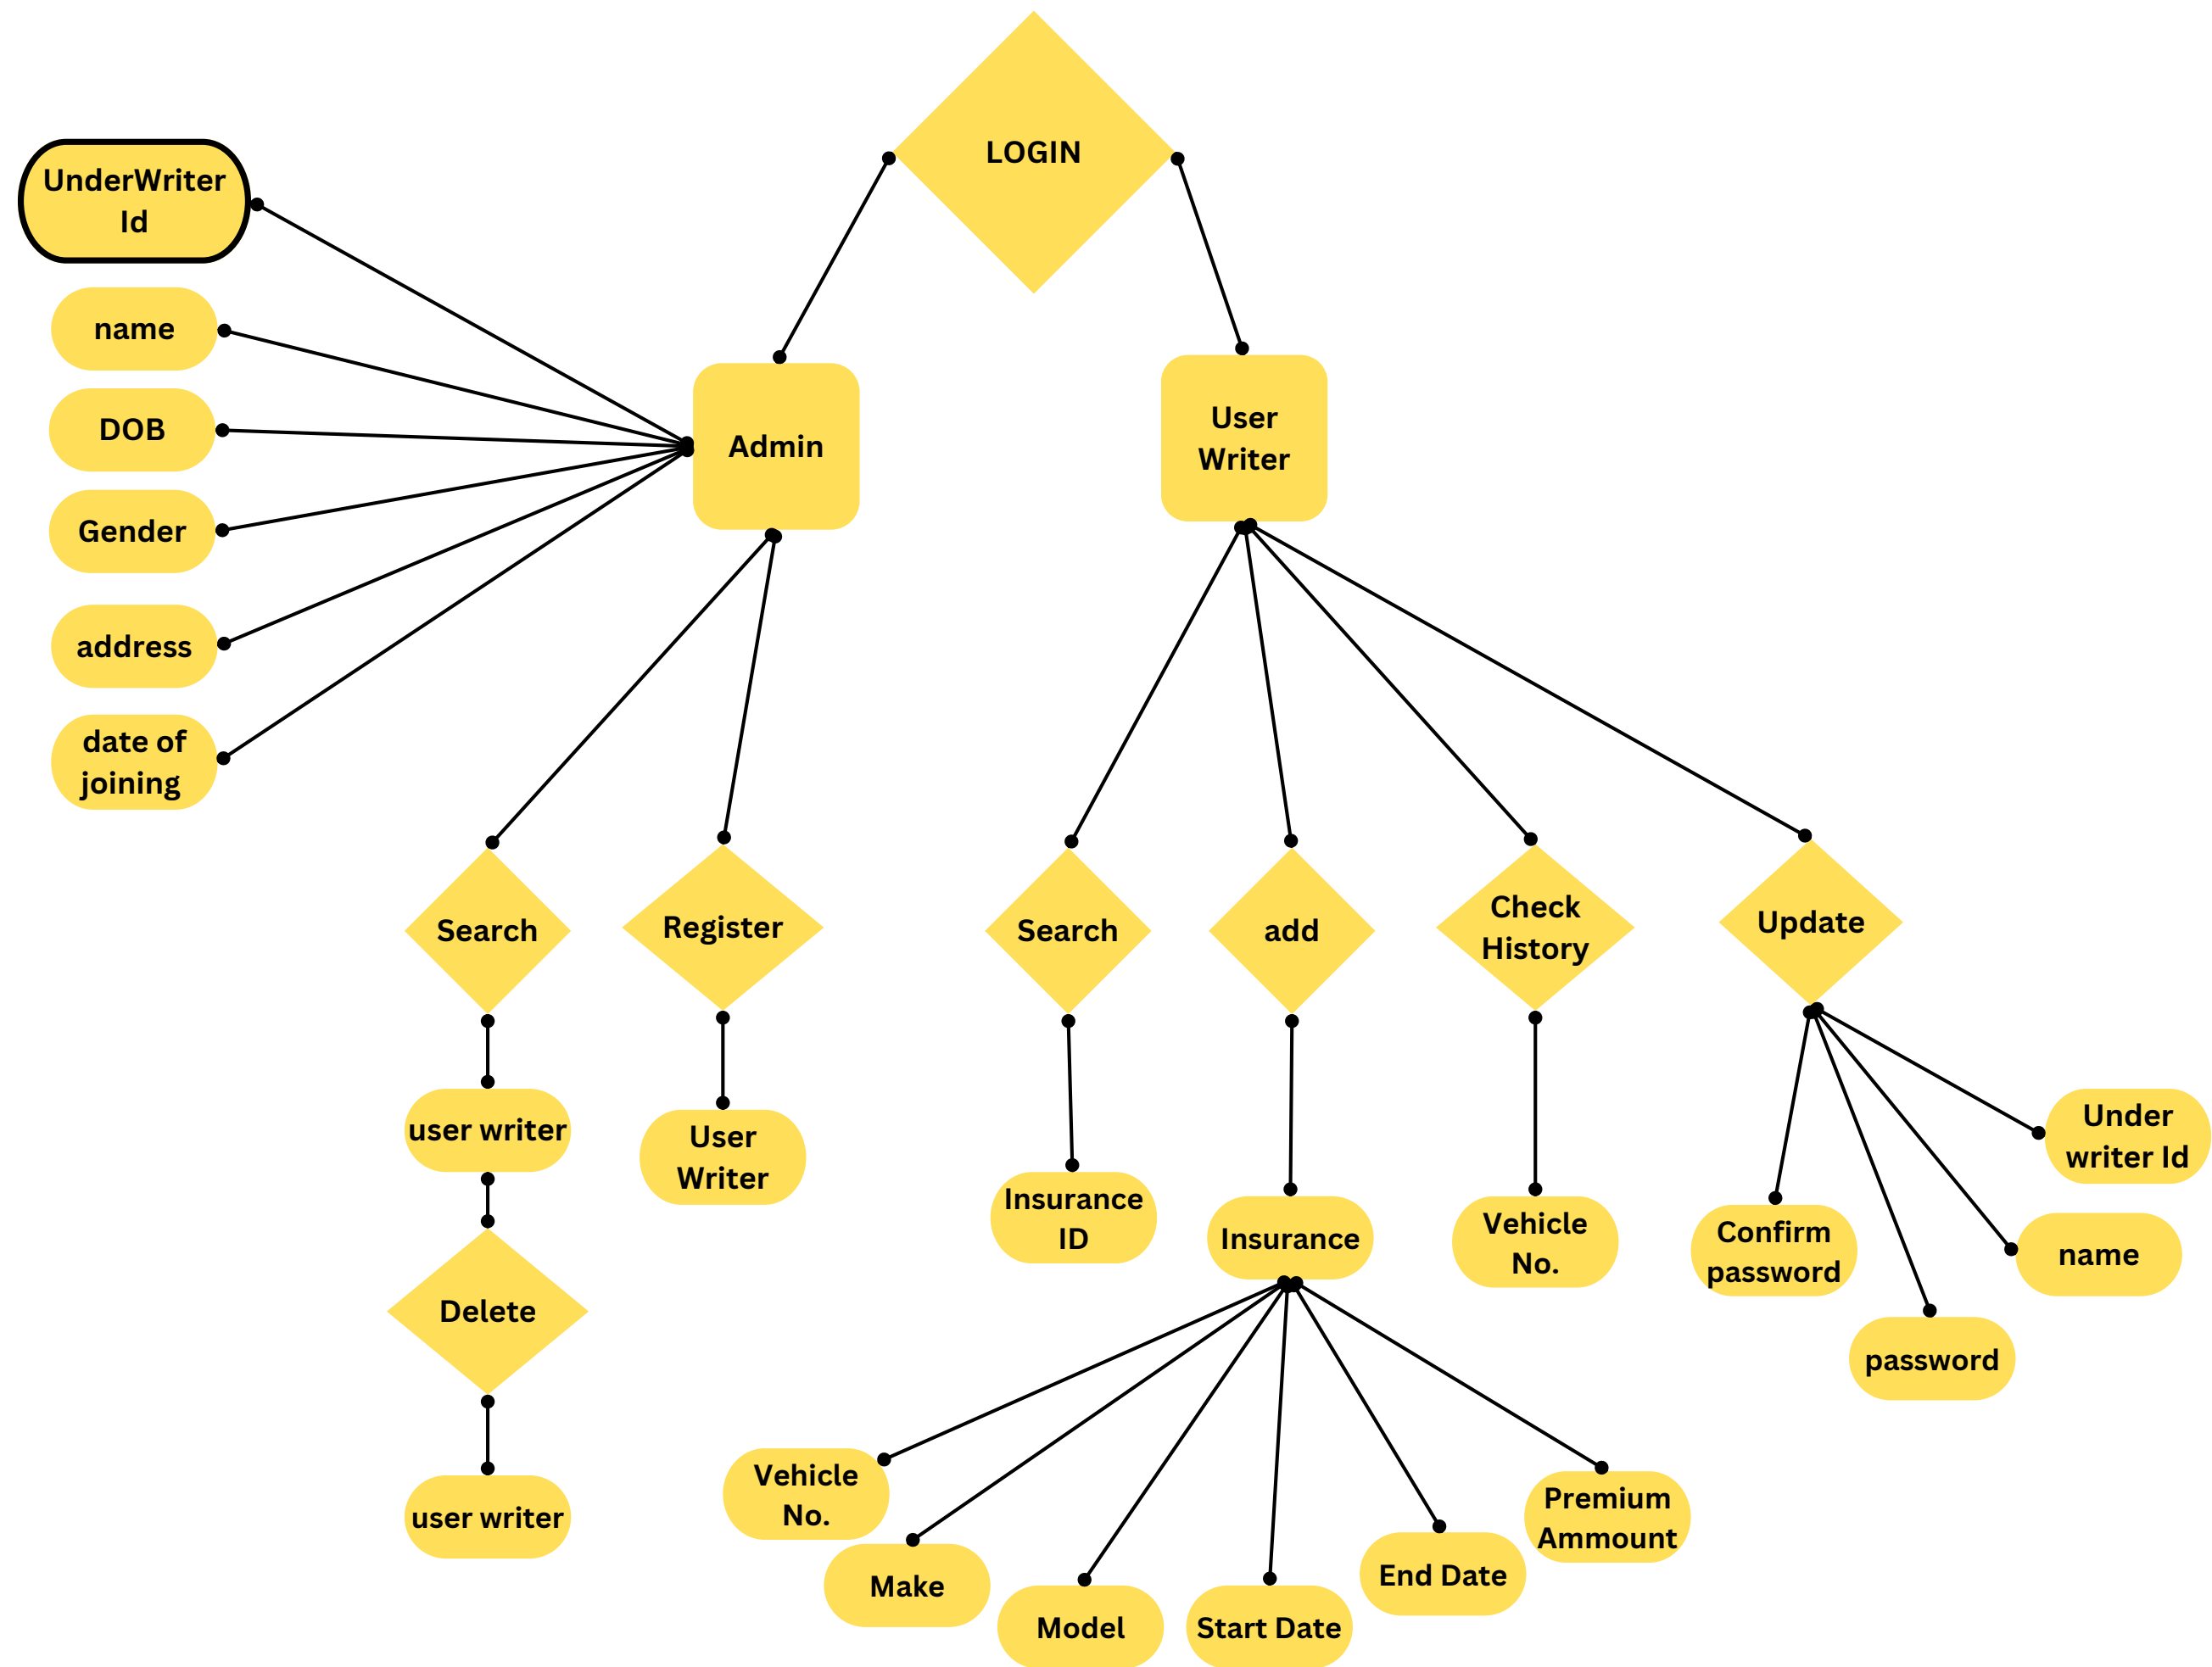 LOGIN
UnderWriter
Id
name
DOB
Gender
address
date of
joining
Admin
User
Writer
Search
Register
Search
add
Check
History
Update
user writer
User
Writer
Delete
user writer
Insurance
ID
Insurance
Vehicle
No.
Confirm
password
password
name
Under
writer Id
Vehicle
No.
Make
Model
Start Date
End Date
Premium
Ammount